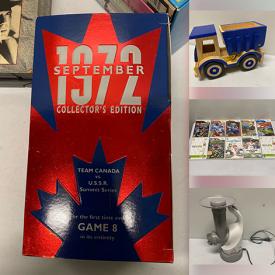 1972
SEPTEMBER
COLLECTOR'S EDITION
TEAM CANADA
vs.
U.S.S.R.
Summit Series
for the first time ever
GAME 8
in its entirety